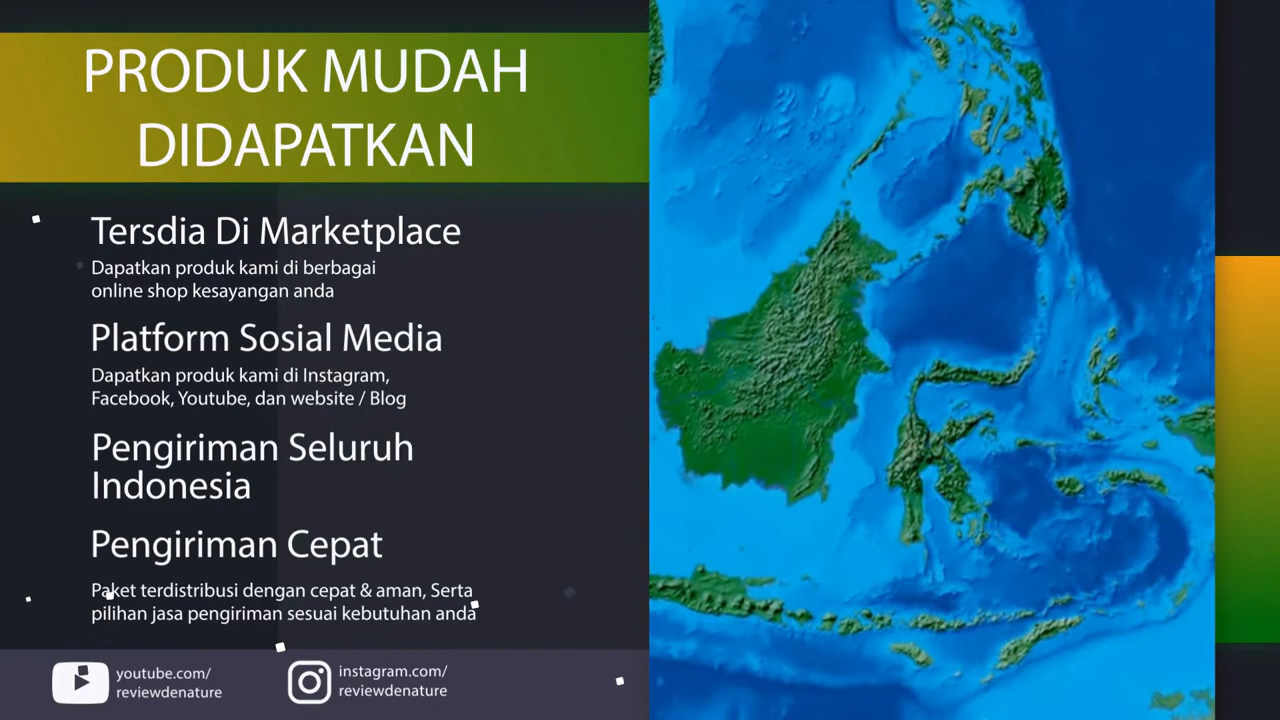 PRODUK MUDAH
DIDAPATKAN
Tersdia Di Marketplace
Dapatkan produk kami di berbagai
online shop kesayangan anda
Platform Sosial Media
Dapatkan produk kami di Instagram,
Facebook, Youtube, dan website / Blog
Pengiriman Seluruh
Indonesia
Pengiriman Cepat
Paket terdistribusi dengan cepat & aman, Serta
pilihan jasa pengiriman sesuai kebutuhan anda
youtube.com/
reviewdenature
instagram.com/
reviewdenature